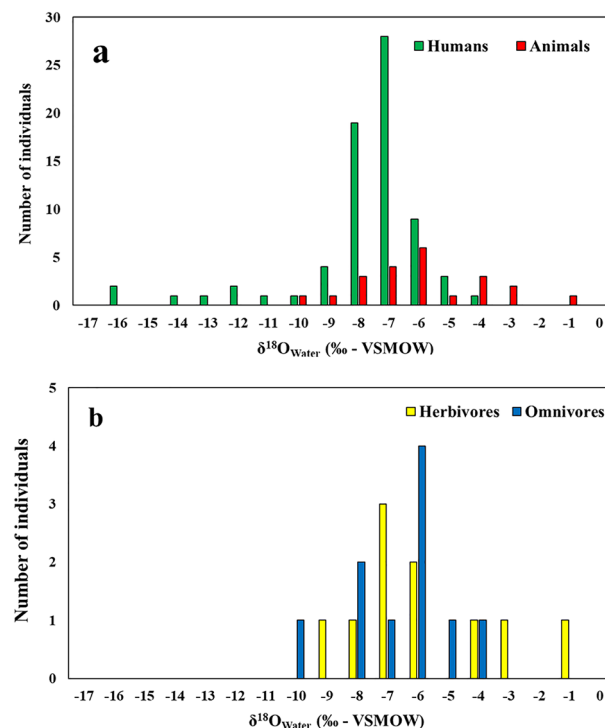 a
Humans Animals
Number of individuals
30
25
20
15
10
5
0
-17 -16 -15 -14 -13 -12 -11 -10 -9 -8 -7 -6 -5 -4 -3 -2 -1 0
δ¹⁸O_Water (‰ - VSMOW)
b
Herbivores Omnivores
Number of individuals
5
4
3
2
1
0
-17 -16 -15 -14 -13 -12 -11 -10 -9 -8 -7 -6 -5 -4 -3 -2 -1 0
δ¹⁸O_Water (‰ - VSMOW)